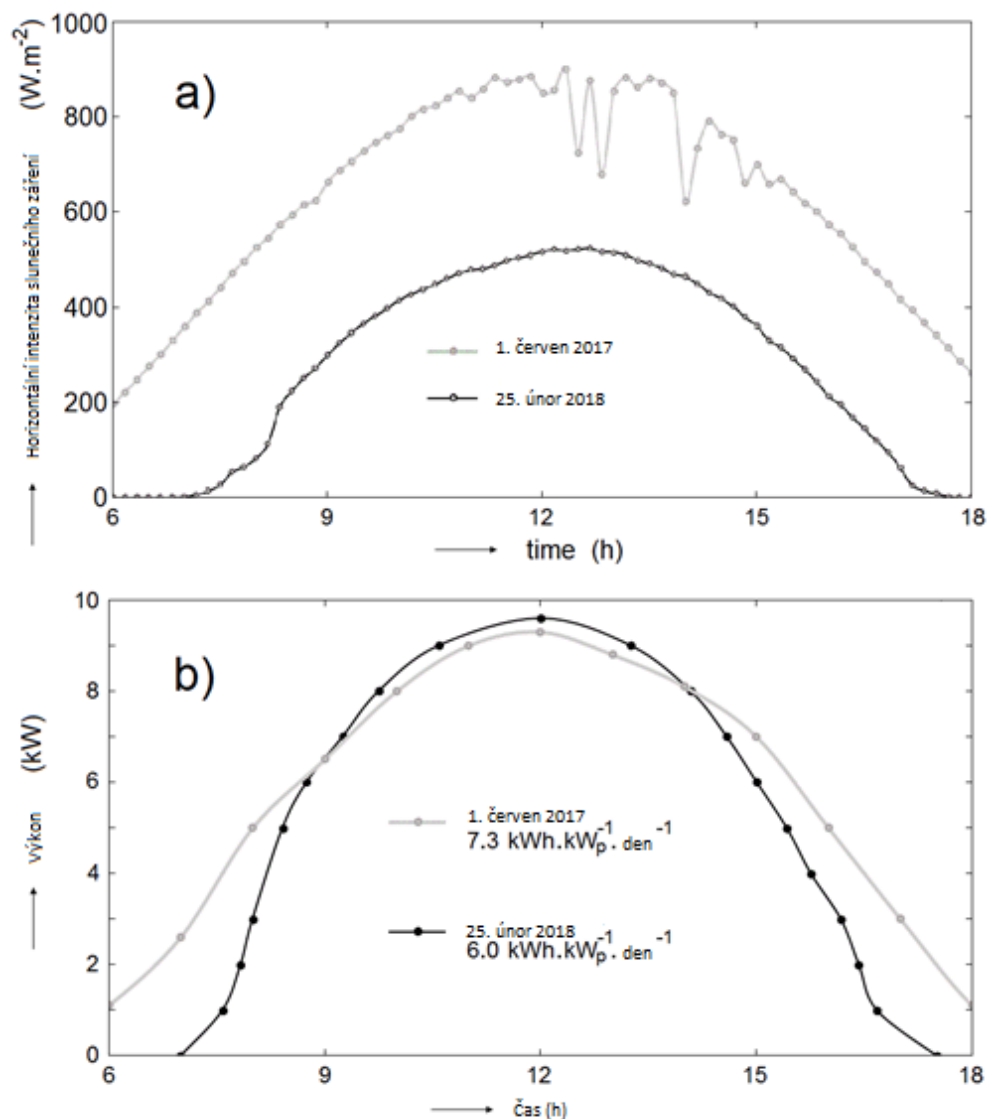 1000
(W.m-2)
a)
800
600
400
200
0
Horizontální intenzita slunečního záření
1. červen 2017
25. únor 2018
6 9 12 15 18
time (h)
10
(kW)
b)
8
6
4
2
0
výkon
1. červen 2017
7.3 kWh.kWp-1. den-1
25. únor 2018
6.0 kWh.kWp-1. den-1
6 9 12 15 18
Čas (h)